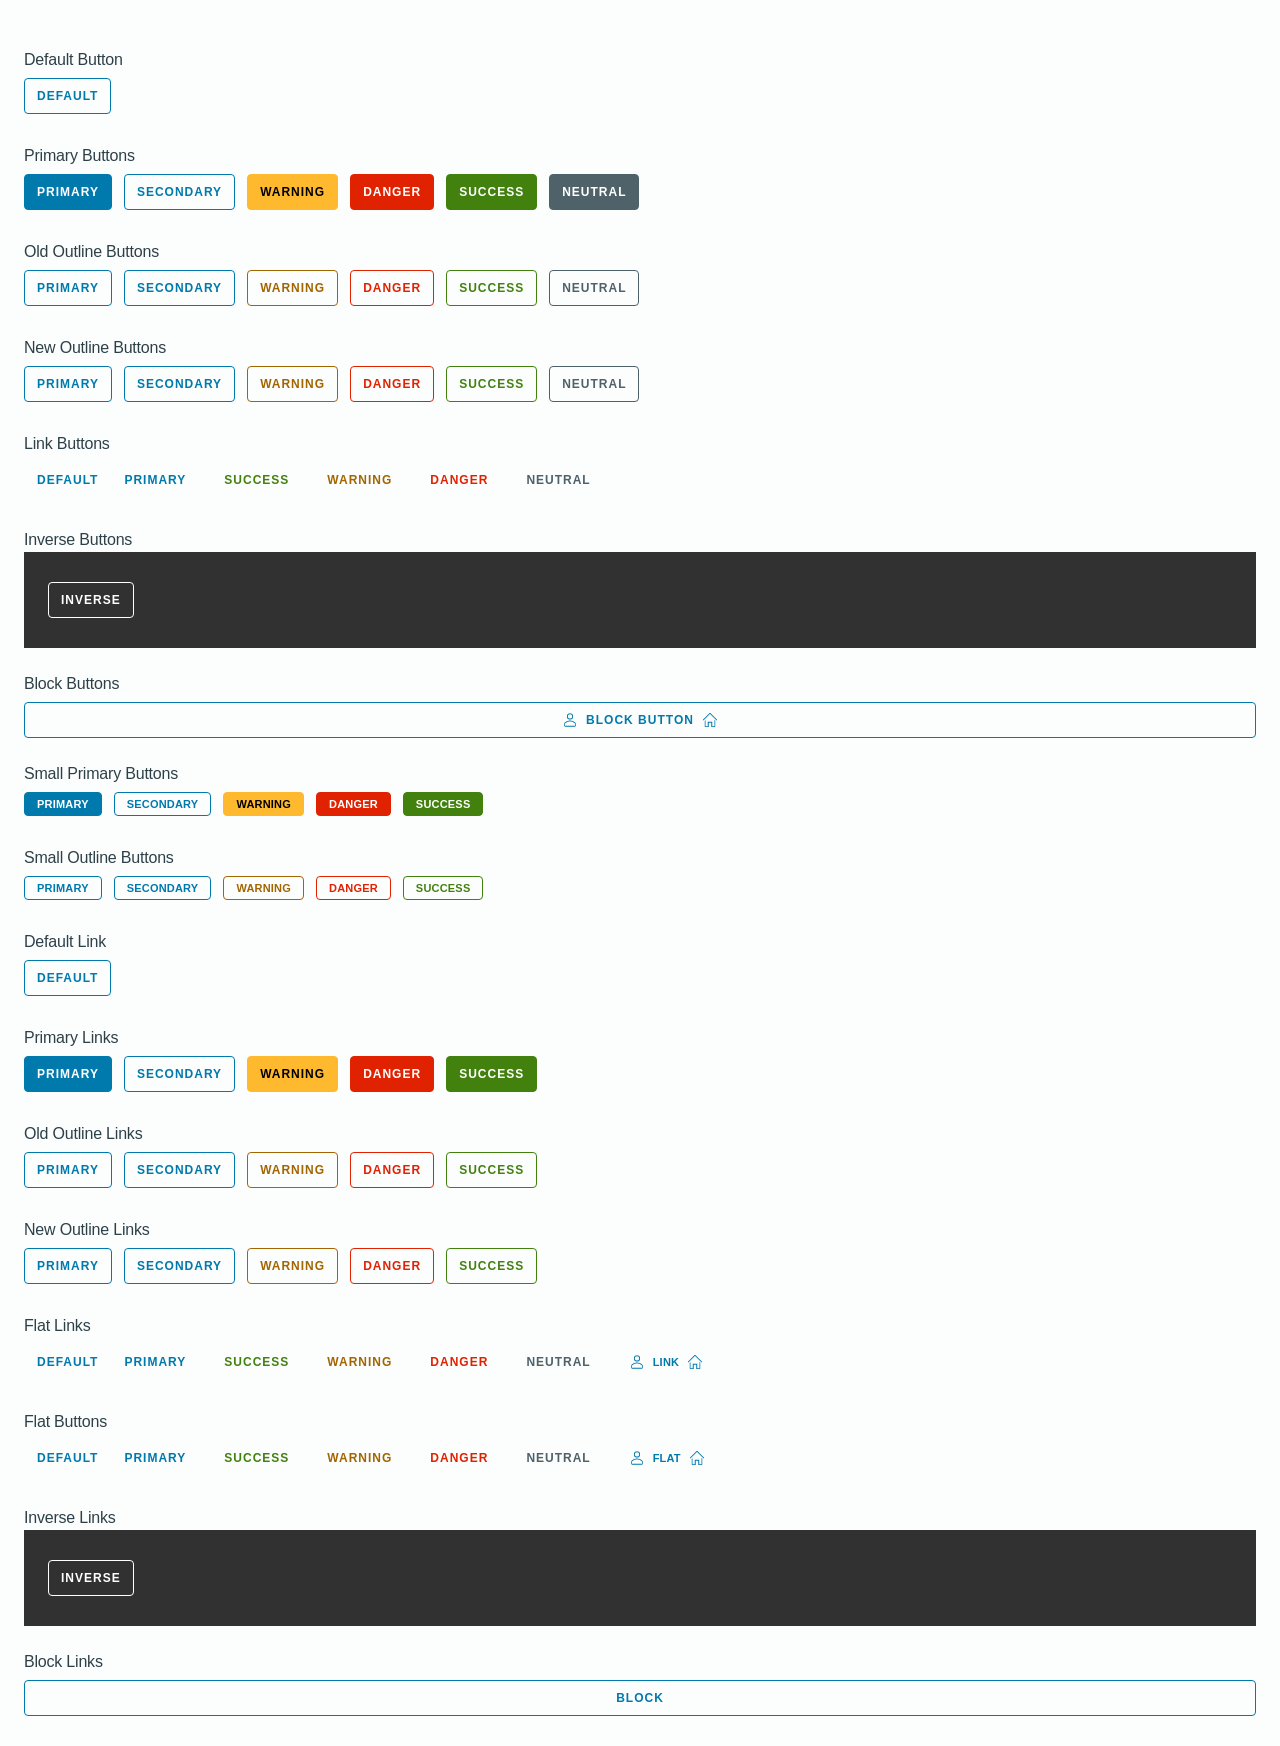 Default Button
DEFAULT
Primary Buttons
PRIMARY SECONDARY WARNING DANGER SUCCESS NEUTRAL
Old Outline Buttons
PRIMARY SECONDARY WARNING DANGER SUCCESS NEUTRAL
New Outline Buttons
PRIMARY SECONDARY WARNING DANGER SUCCESS NEUTRAL
Link Buttons
DEFAULT PRIMARY SUCCESS WARNING DANGER NEUTRAL
Inverse Buttons
INVERSE
Block Buttons
BLOCK BUTTON
Small Primary Buttons
PRIMARY SECONDARY WARNING DANGER SUCCESS
Small Outline Buttons
PRIMARY SECONDARY WARNING DANGER SUCCESS
Default Link
DEFAULT
Primary Links
PRIMARY SECONDARY WARNING DANGER SUCCESS
Old Outline Links
PRIMARY SECONDARY WARNING DANGER SUCCESS
New Outline Links
PRIMARY SECONDARY WARNING DANGER SUCCESS
Flat Links
DEFAULT PRIMARY SUCCESS WARNING DANGER NEUTRAL LINK
Flat Buttons
DEFAULT PRIMARY SUCCESS WARNING DANGER NEUTRAL FLAT
Inverse Links
INVERSE
Block Links
BLOCK